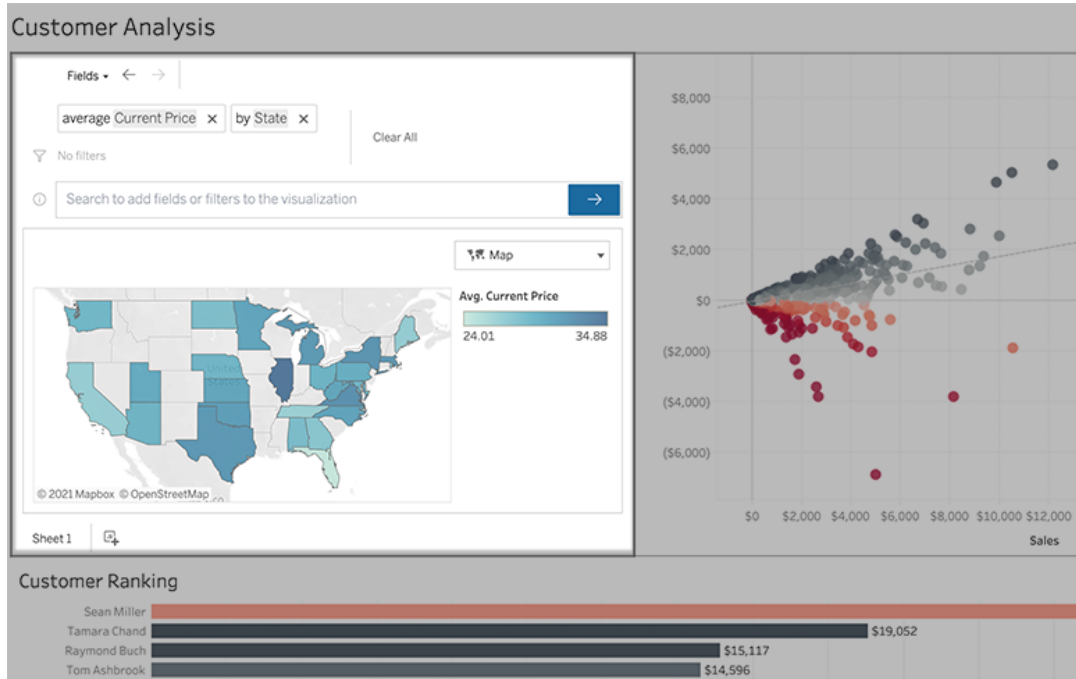 Customer Analysis
Fields
average Current Price ×
by State ×
Clear All
No filters
Search to add fields or filters to the visualization
Map
Avg. Current Price
24.01 34.88
United
States
© 2021 Mapbox © OpenStreetMap
Sheet 1
$8,000
$6,000
$4,000
$2,000
$0
($2,000)
($4,000)
($6,000)
$0 $2,000 $4,000 $6,000 $8,000 $10,000 $12,000
Sales
Customer Ranking
Sean Miller
Tamara Chand $19,052
Raymond Buch $15,117
Tom Ashbrook $14,596